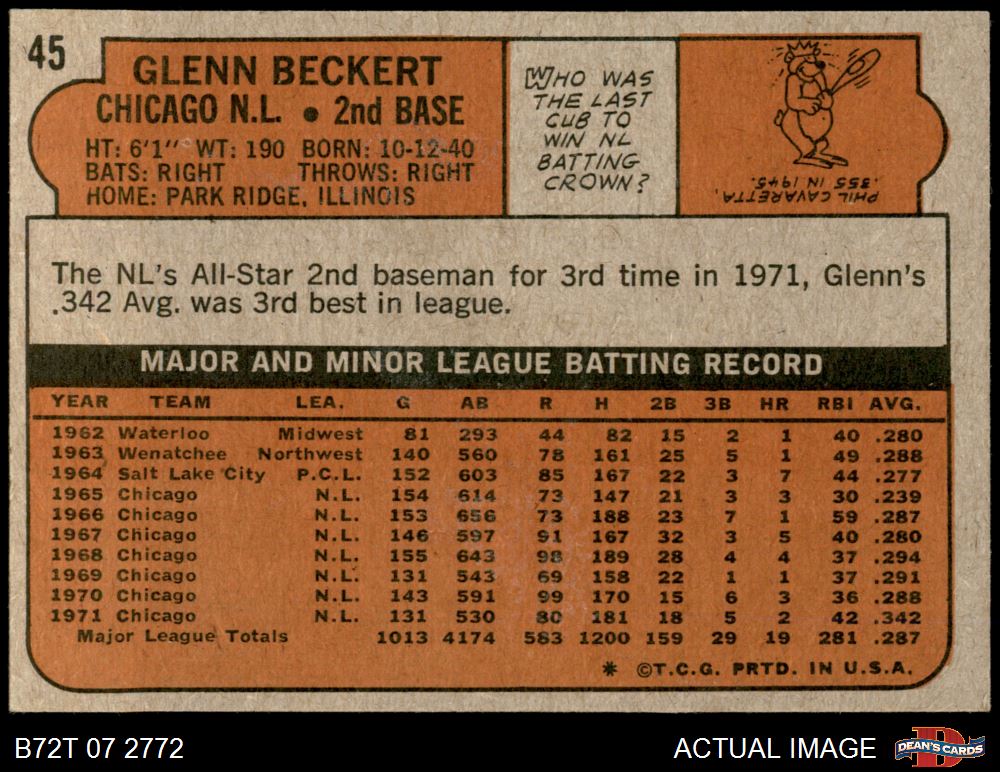 45
GLENN BECKERT
CHICAGO N.L. • 2nd BASE
HT: 6'1" WT: 190 BORN: 10-12-40
BATS: RIGHT THROWS: RIGHT
HOME: PARK RIDGE, ILLINOIS
WHO WAS
THE LAST
CUB TO
WIN NL
BATTING
CROWN?
PHIL CAVARETTA,
.355 IN 1945.
The NL's All-Star 2nd baseman for 3rd time in 1971, Glenn's
.342 Avg. was 3rd best in league.
MAJOR AND MINOR LEAGUE BATTING RECORD
YEAR TEAM LEA. G AB R H 2B 3B HR RBI AVG.
1962 Waterloo Midwest 81 293 44 82 15 2 1 40 .280
1963 Wenatchee Northwest 140 560 78 161 25 5 1 49 .288
1964 Salt Lake City P.C.L. 152 603 85 167 22 3 7 44 .277
1965 Chicago N.L. 154 614 73 147 21 3 3 30 .239
1966 Chicago N.L. 153 656 73 188 23 7 1 59 .287
1967 Chicago N.L. 146 597 91 167 32 3 5 40 .280
1968 Chicago N.L. 155 643 98 189 28 4 4 37 .294
1969 Chicago N.L. 131 543 69 158 22 1 1 37 .291
1970 Chicago N.L. 143 591 99 170 15 6 3 36 .288
1971 Chicago N.L. 131 530 80 181 18 5 2 42 .342
Major League Totals 1013 4174 583 1200 159 29 19 281 .287
* ©T.C.G. PRTD. IN U.S.A.
B72T 07 2772
ACTUAL IMAGE
DEAN'S CARDS